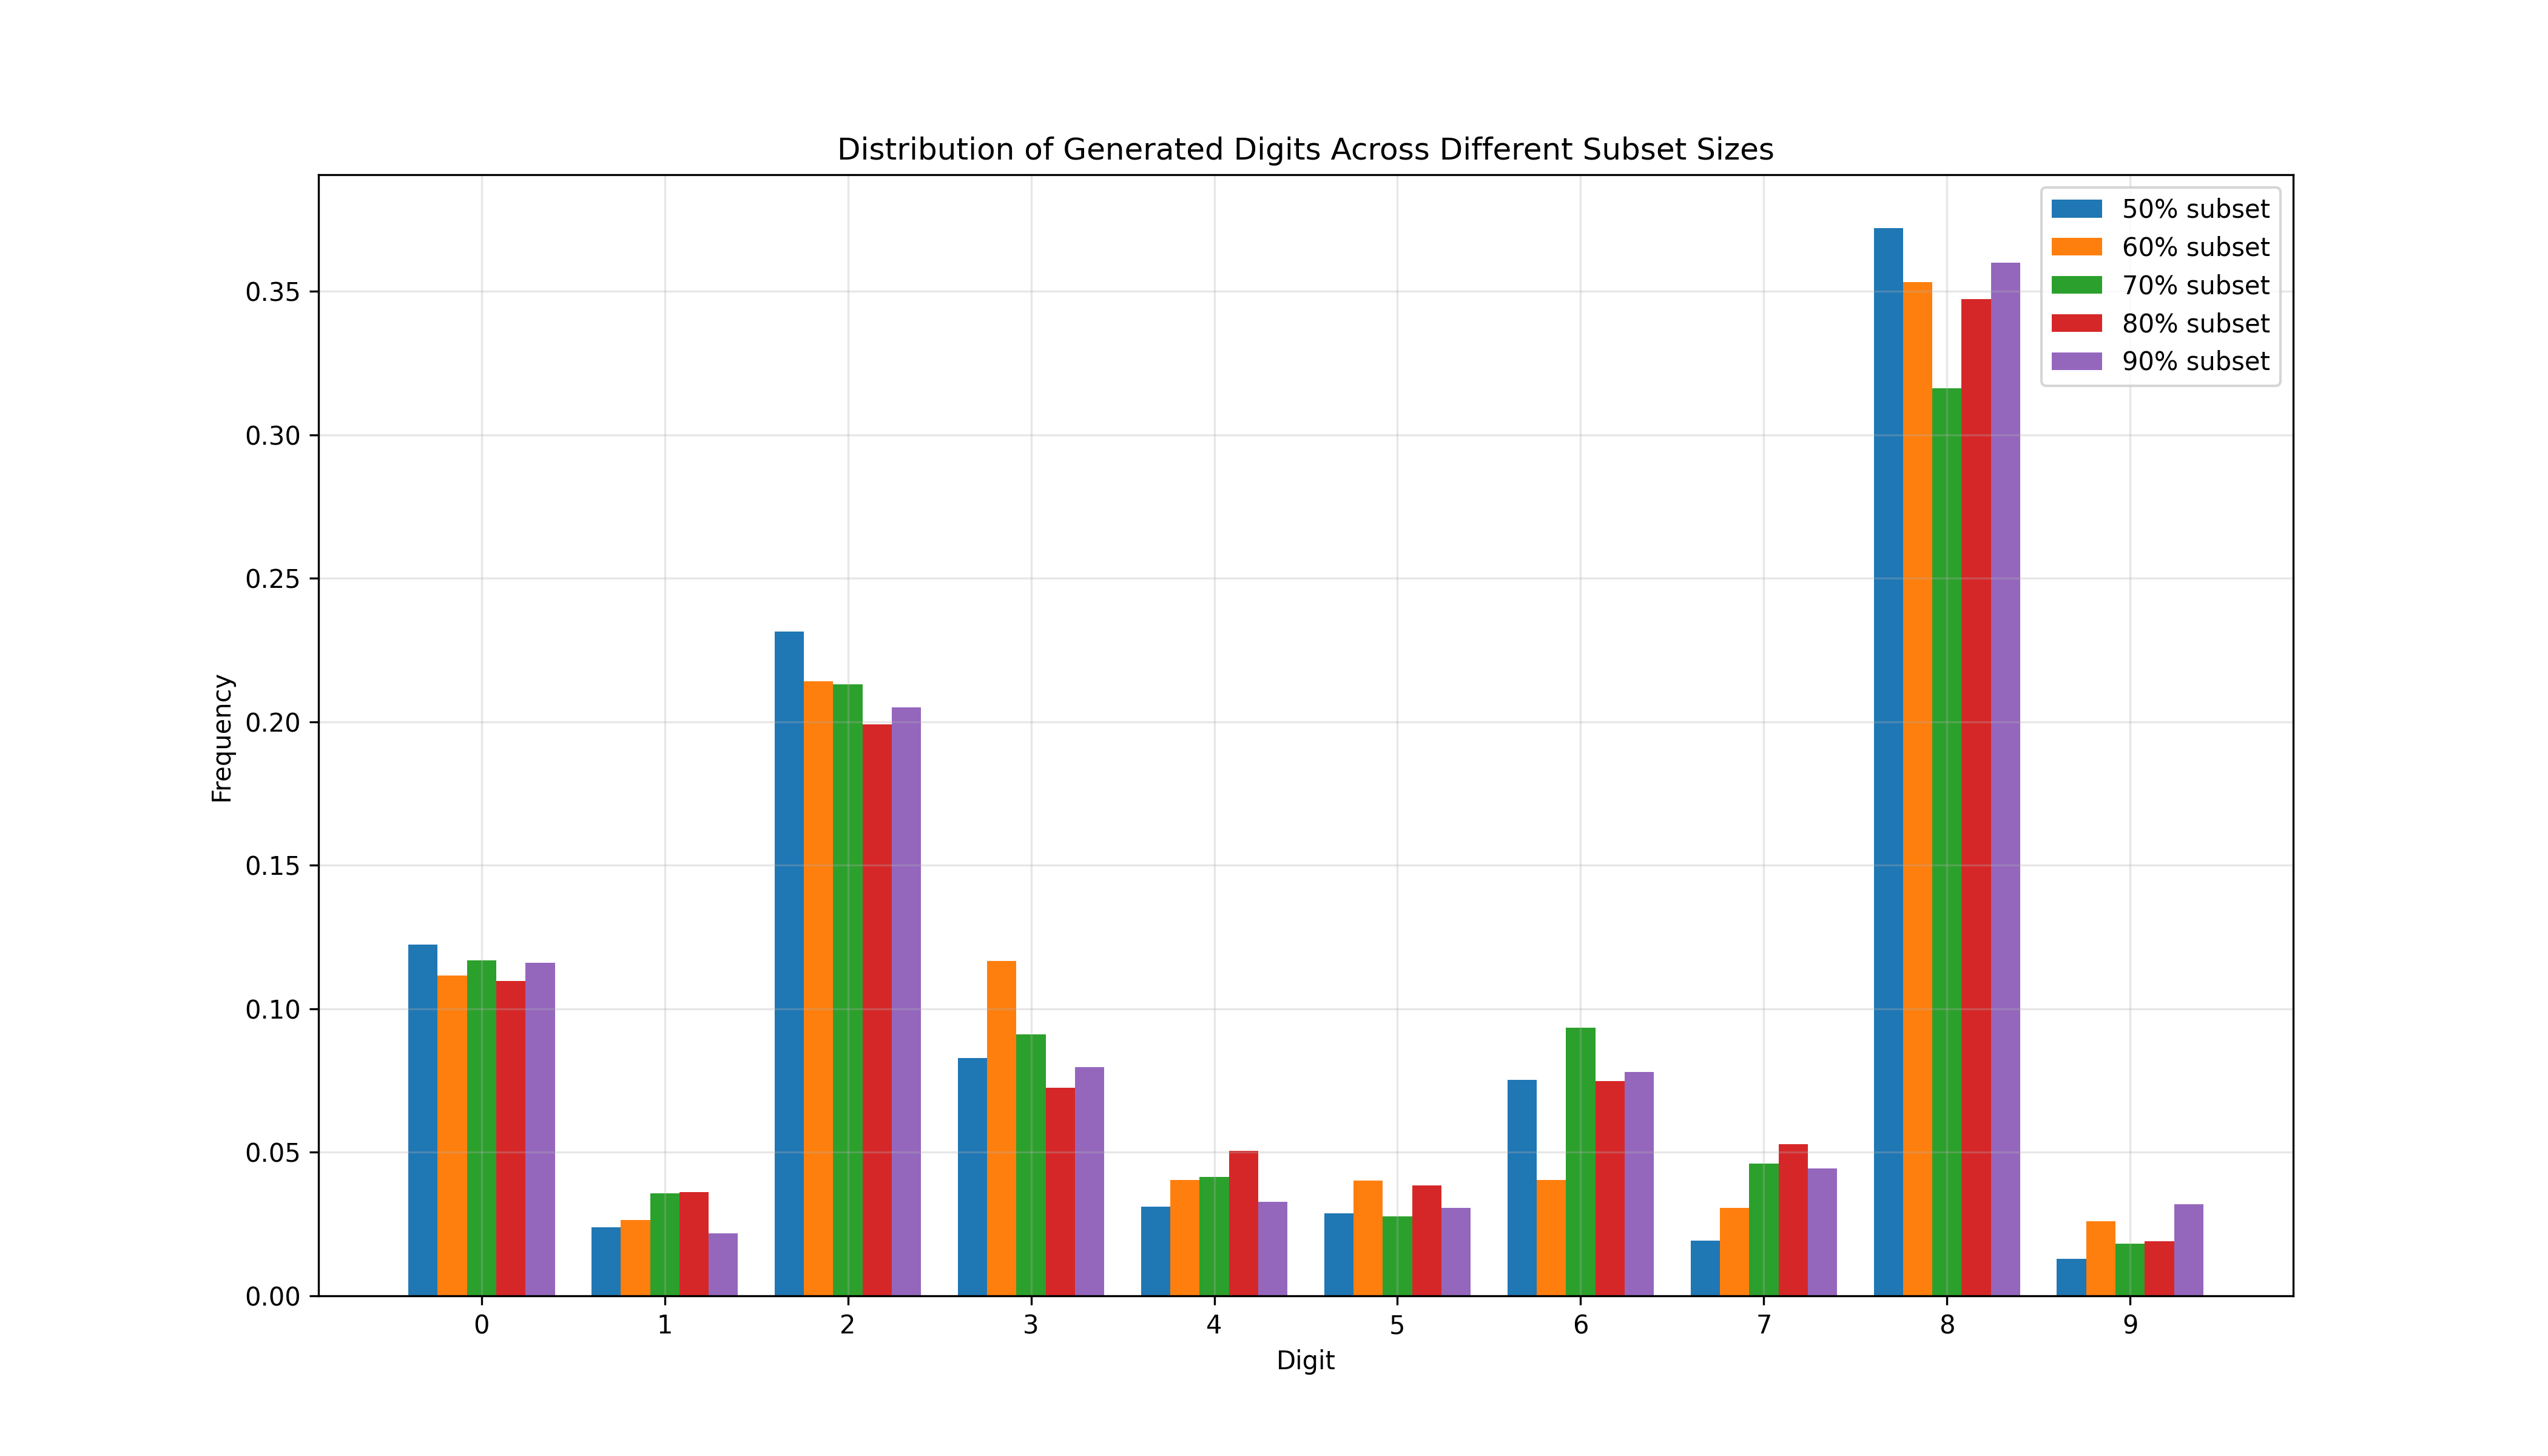 Distribution of Generated Digits Across Different Subset Sizes
50% subset
60% subset
70% subset
80% subset
90% subset
Frequency
0.35
0.30
0.25
0.20
0.15
0.10
0.05
0.00
0 1 2 3 4 5 6 7 8 9
Digit